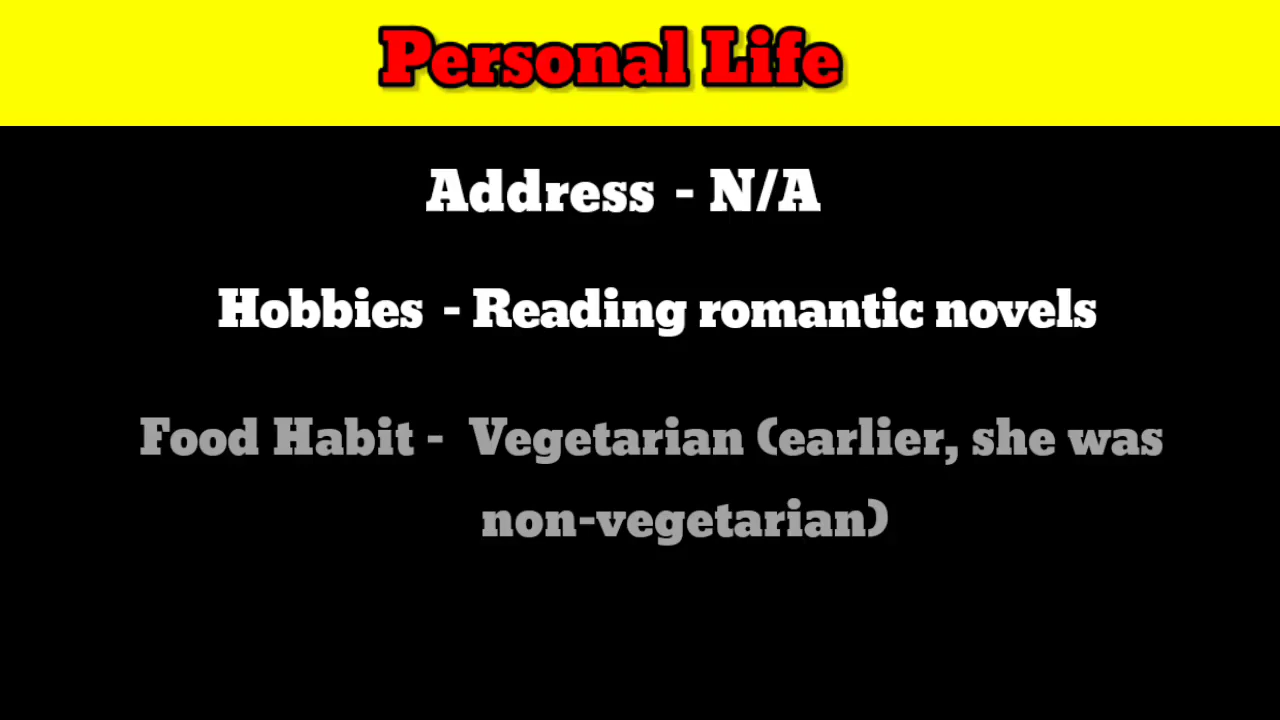 Personal Life
Address - N/A
Hobbies - Reading romantic novels
Food Habit - Vegetarian (earlier, she was
non-vegetarian)